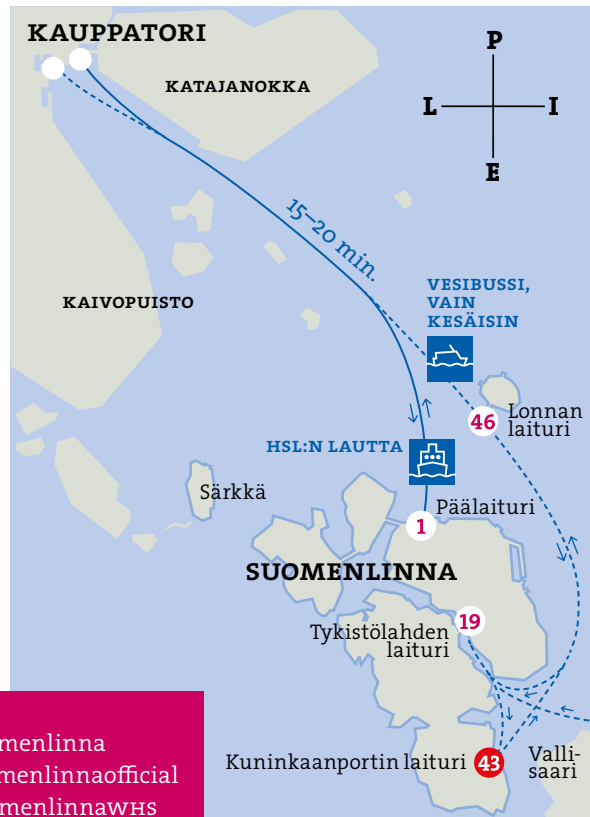 KAUPPATORI
KATAJANOKKA
P
L
I
E
15–20 min.
KAIVOPUISTO
VESIBUSSI,
VAIN
KESÄISIN
46
Lonnan
laituri
HSL:N LAUTTA
Särkkä
Päälaituri
1
SUOMENLINNA
19
Tykistölahden
laituri
Kuninkaanportin laituri
43
Valli-
saari
menlinna
menlinnaofficial
menlinnaWHS